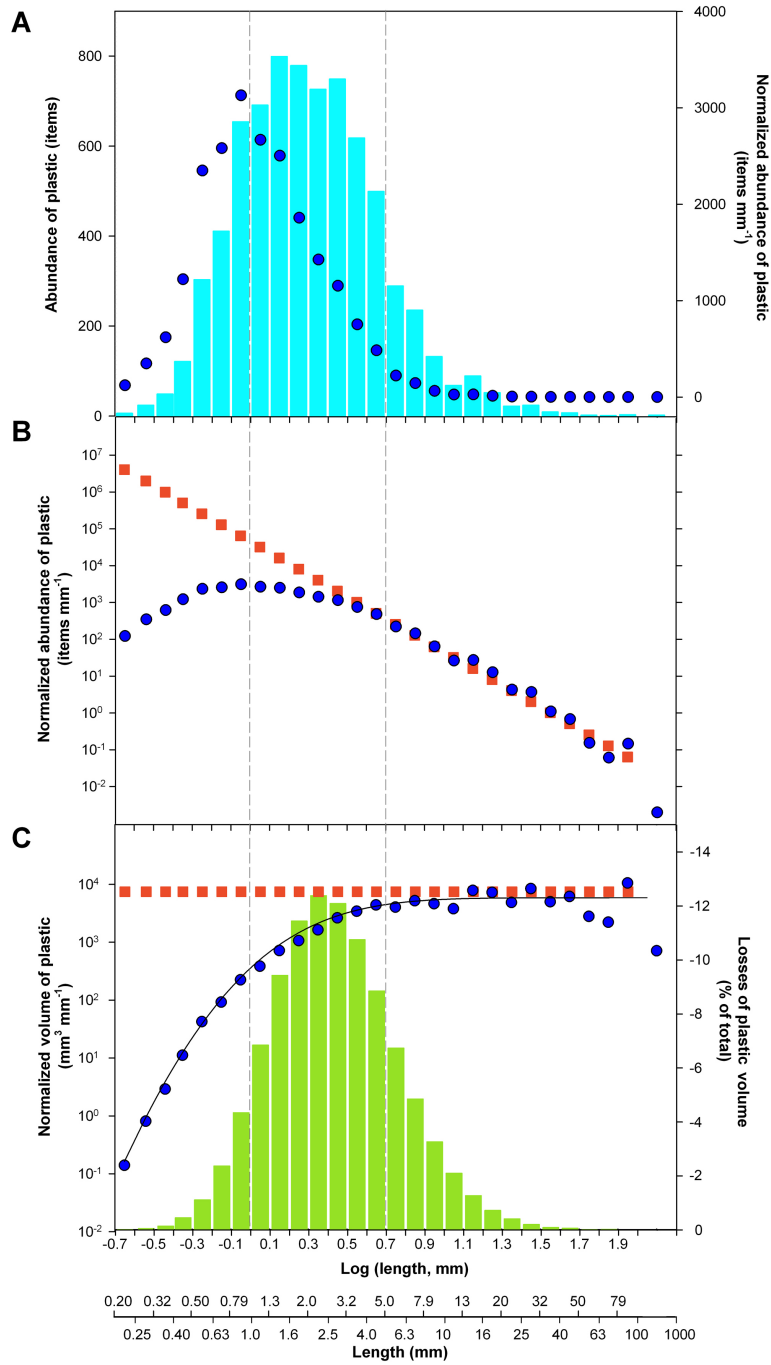 A
Abundance of plastic (items)
800
600
400
200
0
4000
3000
2000
1000
0
Normalized abundance of plastic
(items mm⁻¹)
B
Normalized abundance of plastic
(items mm⁻¹)
10⁷
10⁶
10⁵
10⁴
10³
10²
10¹
10⁰
10⁻¹
10⁻²
C
Normalized volume of plastic
(mm³ mm⁻¹)
10⁴
10³
10²
10¹
10⁰
10⁻¹
10⁻²
-14
-12
-10
-8
-6
-4
-2
0
Losses of plastic volume
(% of total)
-0.7 -0.5 -0.3 -0.1 0.1 0.3 0.5 0.7 0.9 1.1 1.3 1.5 1.7 1.9
Log (length, mm)
0.20 0.32 0.50 0.79 1.3 2.0 3.2 5.0 7.9 13 20 32 50 79
0.25 0.40 0.63 1.0 1.6 2.5 4.0 6.3 10 16 25 40 63 100 1000
Length (mm)